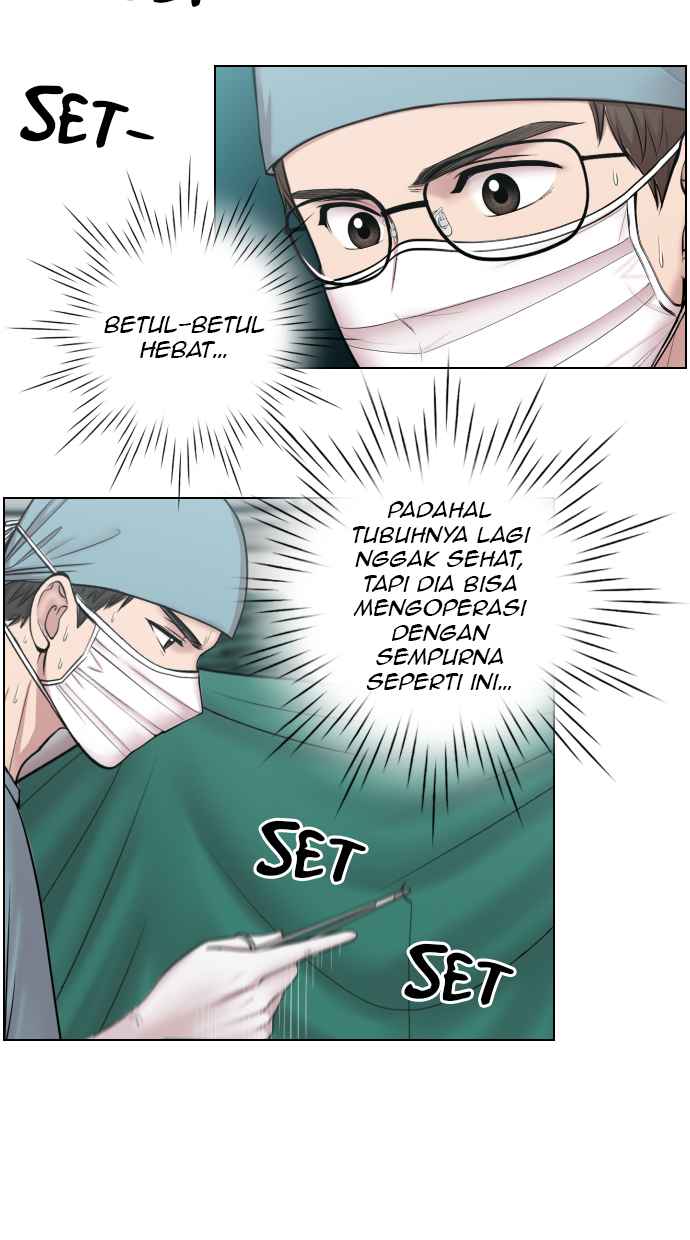 SET-
BETUL-BETUL
HEBAT...
PADAHAL
TUBUHNYA LAGI
NGGAK SEHAT,
TAPI DIA BISA
MENGOPERASI
DENGAN
SEMPURNA
SEPERTI INI...
SET
SET